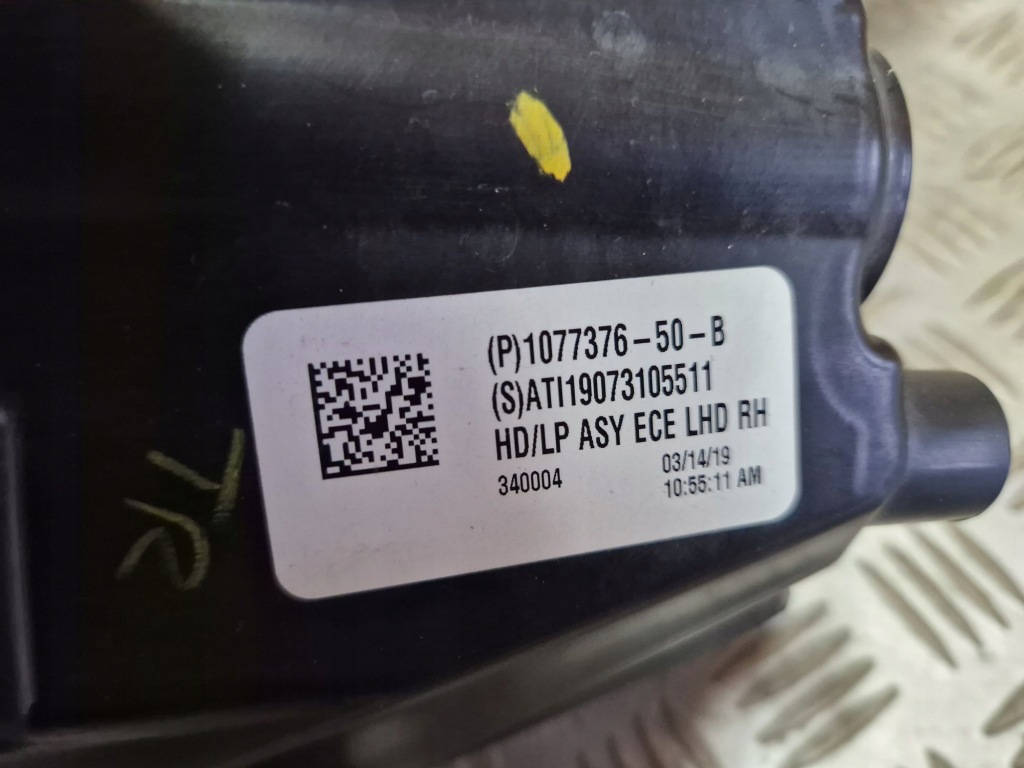 (P)1077376-50-B
(S)ATI19073105511
HD/LP ASY ECE LHD RH
340004 03/14/19
10:55:11 AM